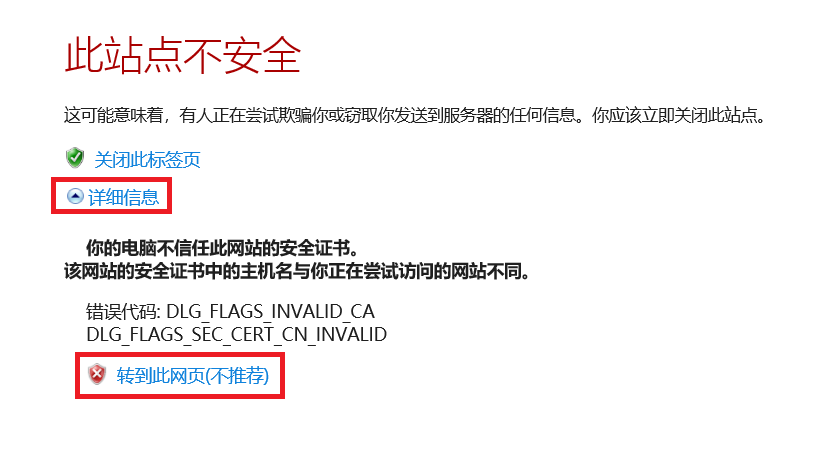 此站点不安全
这可能意味着，有人正在尝试欺骗你或窃取你发送到服务器的任何信息。你应该立即关闭此站点。
关闭此标签页
详细信息
你的电脑不信任此网站的安全证书。
该网站的安全证书中的主机名与你正在尝试访问的网站不同。
错误代码: DLG_FLAGS_INVALID_CA
DLG_FLAGS_SEC_CERT_CN_INVALID
转到此网页(不推荐)